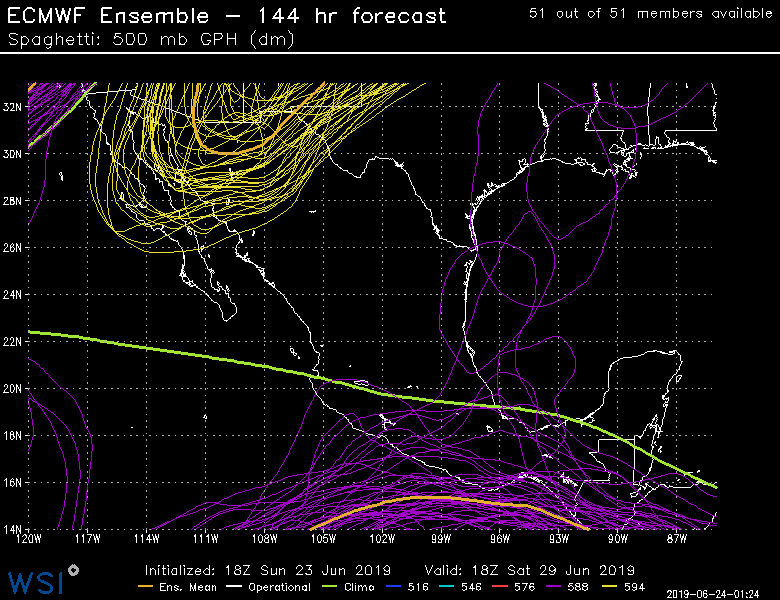 ECMWF Ensemble – 144 hr forecast
51 out of 51 members available
Spaghetti: 500 mb GPH (dm)
32N
30N
28N
26N
24N
22N
20N
18N
16N
14N
120W 117W 114W 111W 108W 105W 102W 99W 96W 93W 90W 87W
Initialized: 18Z Sun 23 Jun 2019 Valid: 18Z Sat 29 Jun 2019
WSI
Ens. Mean Operational Climo 516 546 576 588 594
2019-06-24-01:24